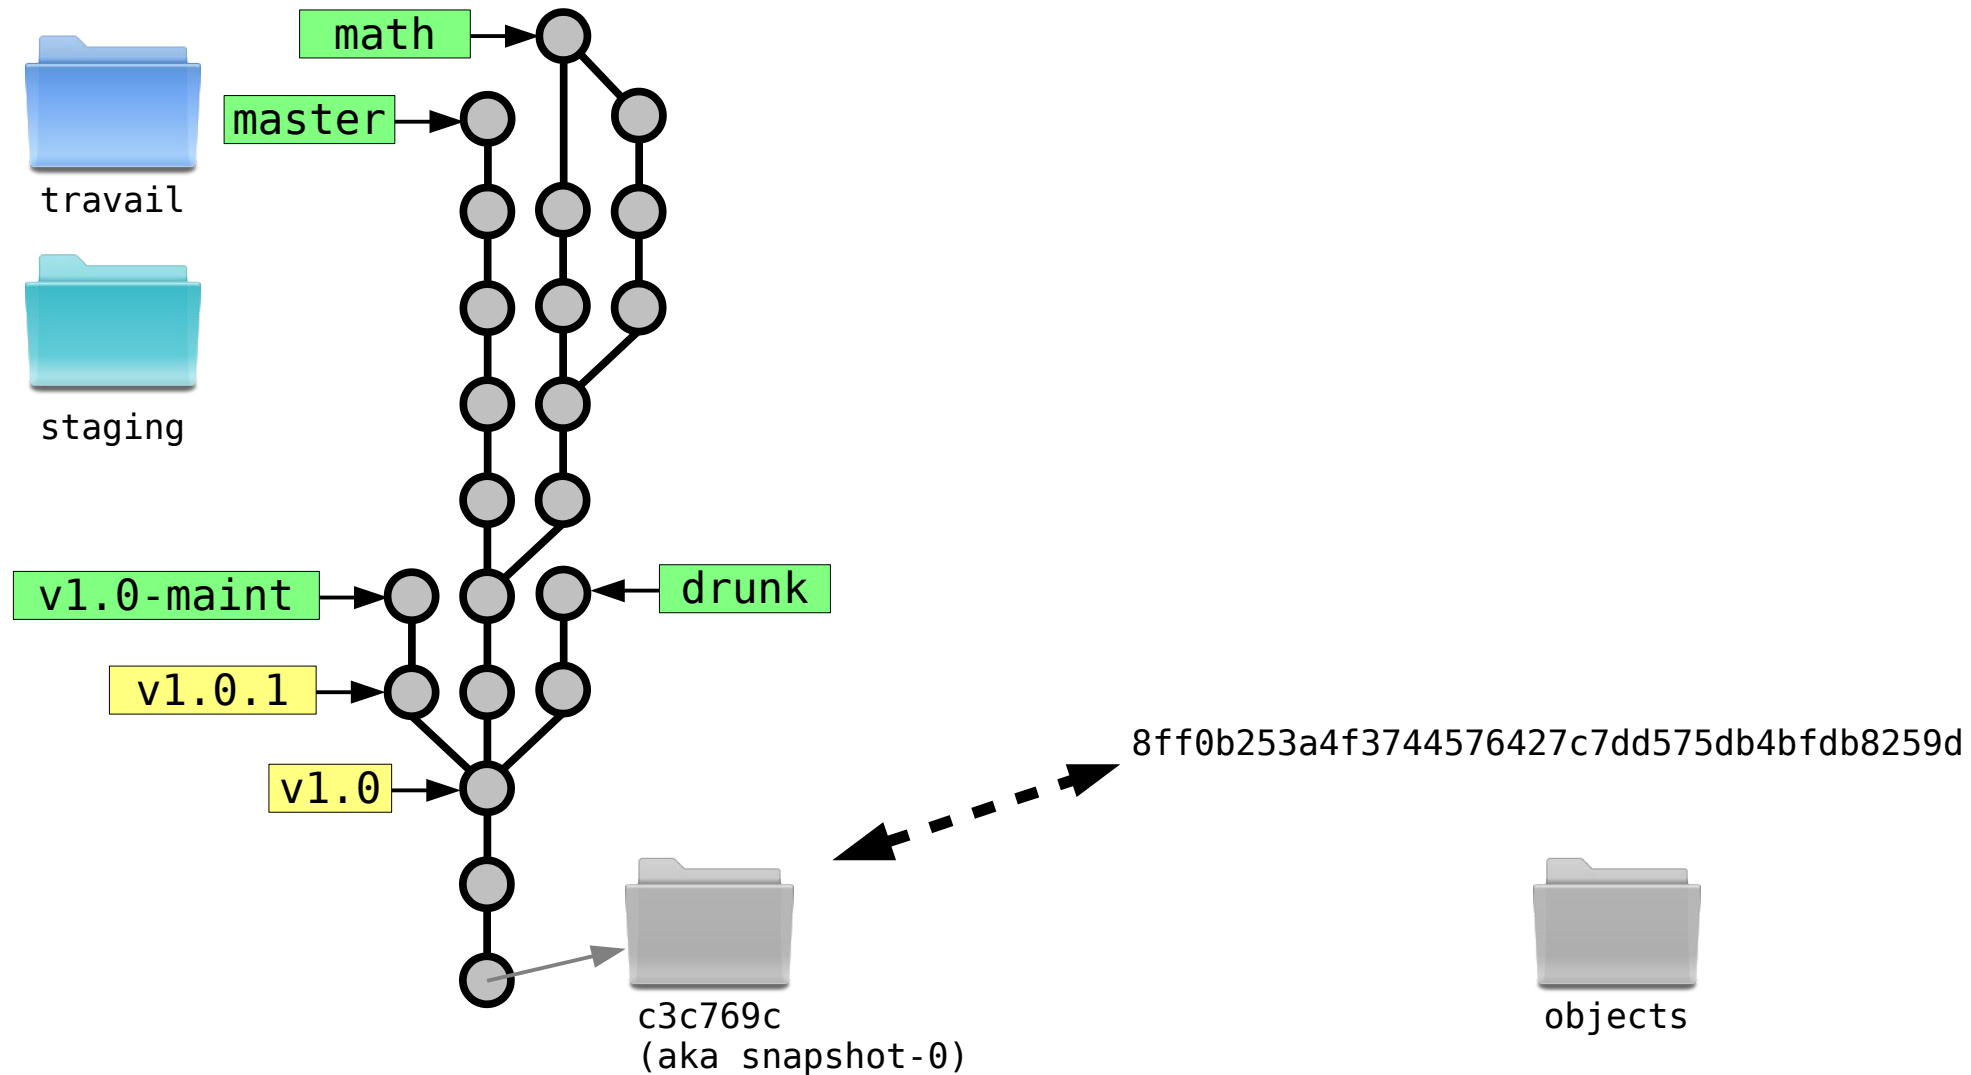 math
master
travail
staging
v1.0-maint
drunk
v1.0.1
8ff0b253a4f3744576427c7dd575db4bfdb8259d
v1.0
c3c769c
(aka snapshot-0)
objects